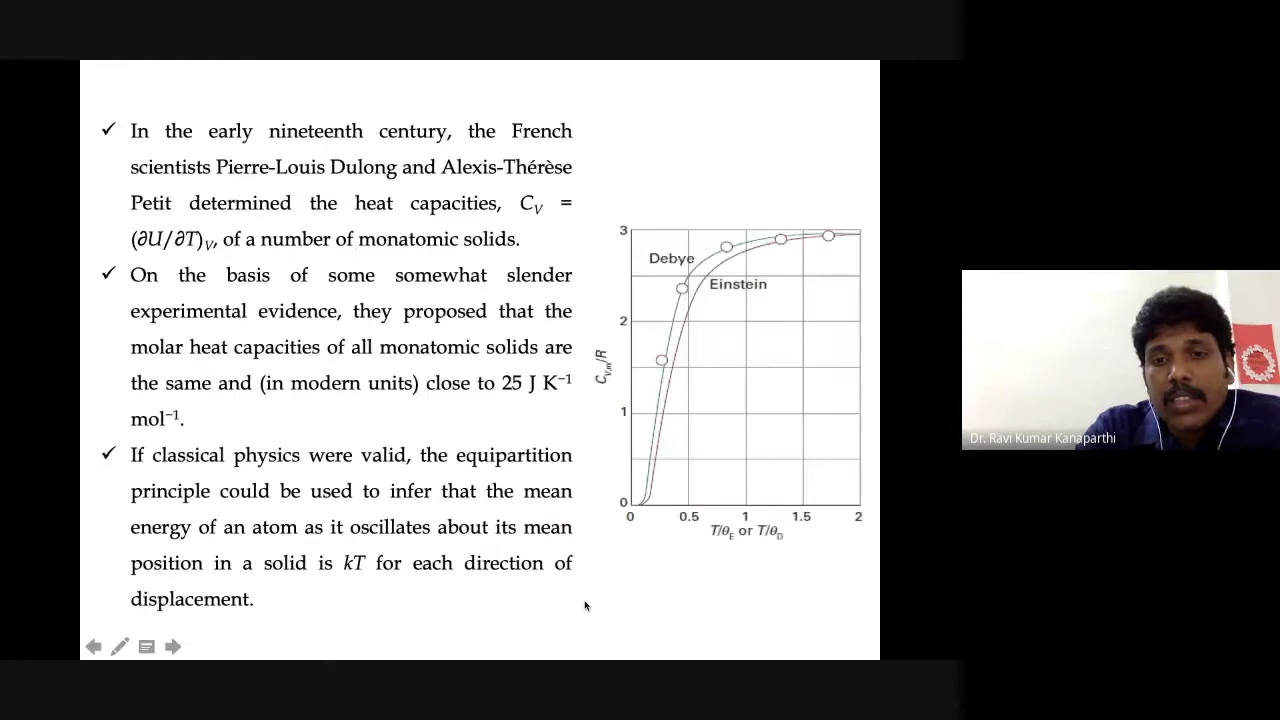 ✓ In the early nineteenth century, the French
scientists Pierre-Louis Dulong and Alexis-Thérèse
Petit determined the heat capacities, C_V =
(∂U/∂T)_V, of a number of monatomic solids.
✓ On the basis of some somewhat slender
experimental evidence, they proposed that the
molar heat capacities of all monatomic solids are
the same and (in modern units) close to 25 J K⁻¹
mol⁻¹.
✓ If classical physics were valid, the equipartition
principle could be used to infer that the mean
energy of an atom as it oscillates about its mean
position in a solid is kT for each direction of
displacement.
3
Debye
Einstein
2
C_V,m/R
1
0
0 0.5 1 1.5 2
T/θ_E or T/θ_D
Dr. Ravi Kumar Kanaparthi